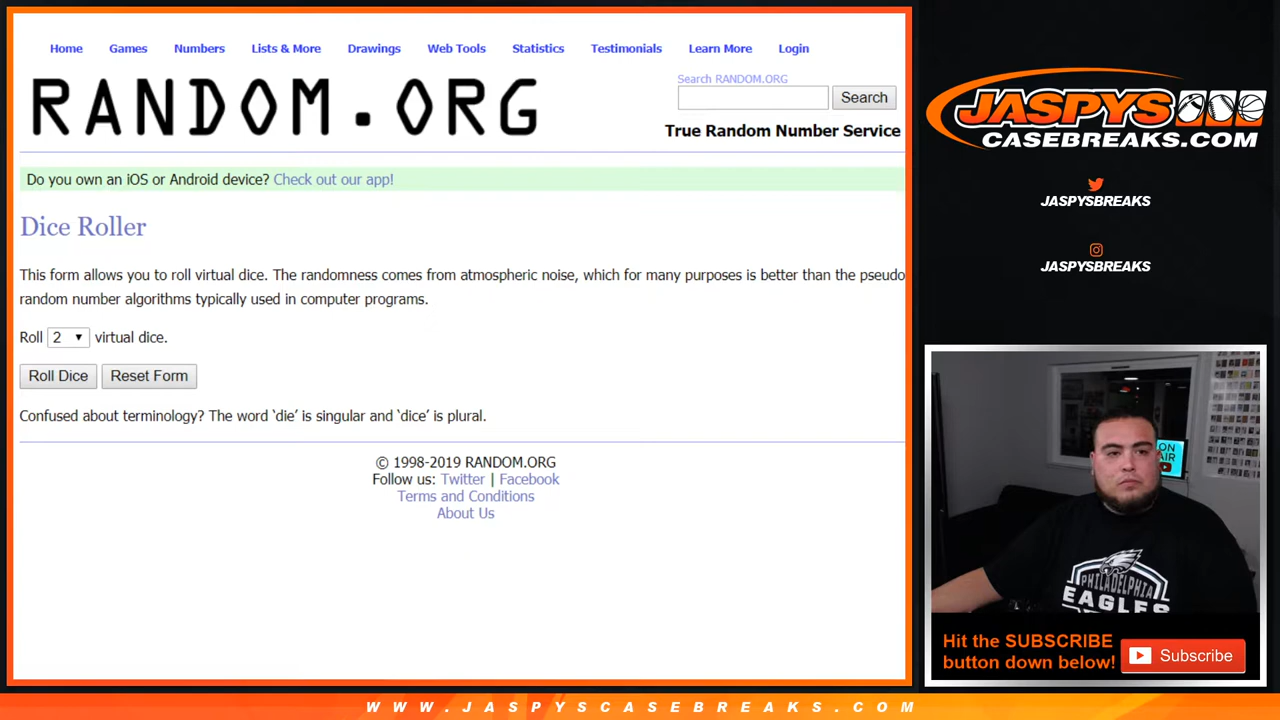 Home Games Numbers Lists & More Drawings Web Tools Statistics Testimonials Learn More Login
RANDOM.ORG
Search RANDOM.ORG
Search
True Random Number Service
Do you own an iOS or Android device? Check out our app!
Dice Roller
This form allows you to roll virtual dice. The randomness comes from atmospheric noise, which for many purposes is better than the pseudo
random number algorithms typically used in computer programs.
Roll 2 virtual dice.
Roll Dice Reset Form
Confused about terminology? The word ‘die’ is singular and ‘dice’ is plural.
© 1998-2019 RANDOM.ORG
Follow us: Twitter | Facebook
Terms and Conditions
About Us
JASPYS
CASEBREAKS.COM
JASPYSBREAKS
JASPYSBREAKS
ON
AIR
PHILADELPHIA
EAGLES
Hit the SUBSCRIBE
button down below!
Subscribe
WWW.JASPYSCASEBREAKS.COM